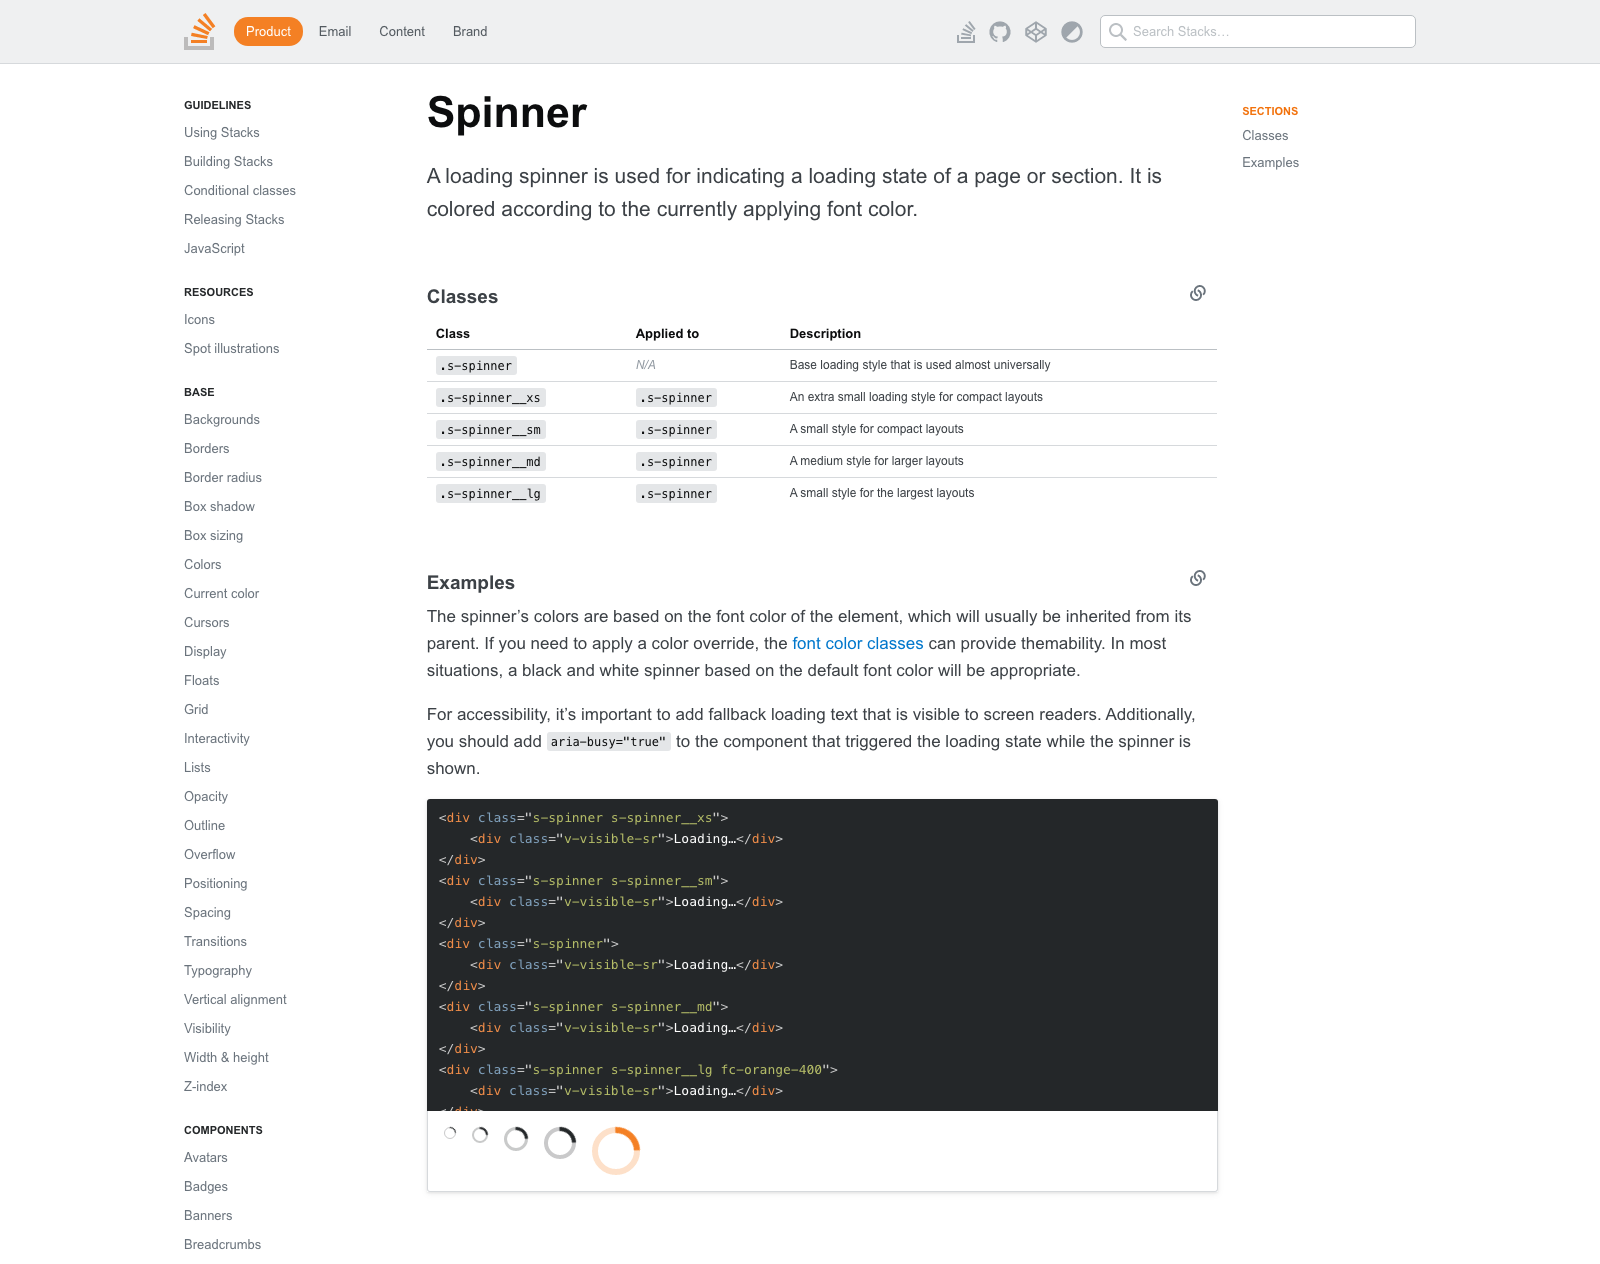 Product
Email
Content
Brand
Search Stacks…
GUIDELINES
Using Stacks
Building Stacks
Conditional classes
Releasing Stacks
JavaScript
RESOURCES
Icons
Spot illustrations
BASE
Backgrounds
Borders
Border radius
Box shadow
Box sizing
Colors
Current color
Cursors
Display
Floats
Grid
Interactivity
Lists
Opacity
Outline
Overflow
Positioning
Spacing
Transitions
Typography
Vertical alignment
Visibility
Width & height
Z-index
COMPONENTS
Avatars
Badges
Banners
Breadcrumbs
Spinner
A loading spinner is used for indicating a loading state of a page or section. It is
colored according to the currently applying font color.
Classes
Class Applied to Description
.s-spinner N/A Base loading style that is used almost universally
.s-spinner__xs .s-spinner An extra small loading style for compact layouts
.s-spinner__sm .s-spinner A small style for compact layouts
.s-spinner__md .s-spinner A medium style for larger layouts
.s-spinner__lg .s-spinner A small style for the largest layouts
Examples
The spinner’s colors are based on the font color of the element, which will usually be inherited from its
parent. If you need to apply a color override, the font color classes can provide themability. In most
situations, a black and white spinner based on the default font color will be appropriate.
For accessibility, it’s important to add fallback loading text that is visible to screen readers. Additionally,
you should add aria-busy="true" to the component that triggered the loading state while the spinner is
shown.
<div class="s-spinner s-spinner__xs">
<div class="v-visible-sr">Loading…</div>
</div>
<div class="s-spinner s-spinner__sm">
<div class="v-visible-sr">Loading…</div>
</div>
<div class="s-spinner">
<div class="v-visible-sr">Loading…</div>
</div>
<div class="s-spinner s-spinner__md">
<div class="v-visible-sr">Loading…</div>
</div>
<div class="s-spinner s-spinner__lg fc-orange-400">
<div class="v-visible-sr">Loading…</div>
</div>
SECTIONS
Classes
Examples